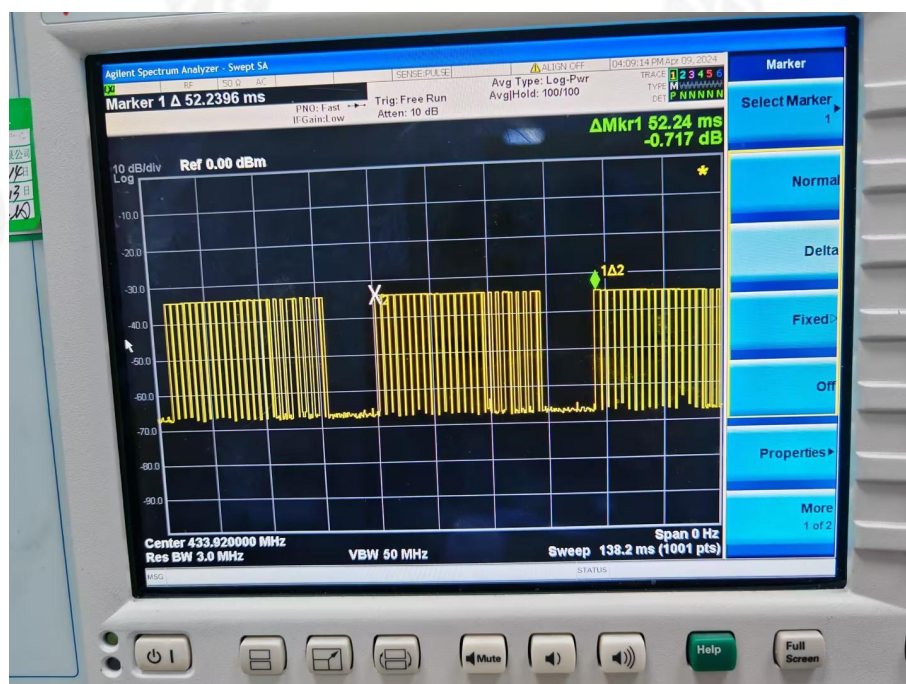 Agilent Spectrum Analyzer - Swept SA
RF 50 Ω AC SENSE:PULSE ALIGN OFF 04:09:14 PM Apr 09, 2024
Marker 1 Δ 52.2396 ms
PNO: Fast
IFGain:Low
Trig: Free Run
Atten: 10 dB
Avg Type: Log-Pwr
Avg|Hold: 100/100
TRACE 1 2 3 4 5 6
TYPE M
DET P N N N N N
ΔMkr1 52.24 ms
-0.717 dB
10 dB/div Ref 0.00 dBm
Log
-10.0
-20.0
-30.0
-40.0
-50.0
-60.0
-70.0
-80.0
-90.0
1Δ2
Center 433.920000 MHz
Res BW 3.0 MHz
VBW 50 MHz
Span 0 Hz
Sweep 138.2 ms (1001 pts)
MSG
STATUS
Marker
Select Marker
1
Normal
Delta
Fixed
Off
Properties
More
1 of 2
Mute
Help
Full
Screen